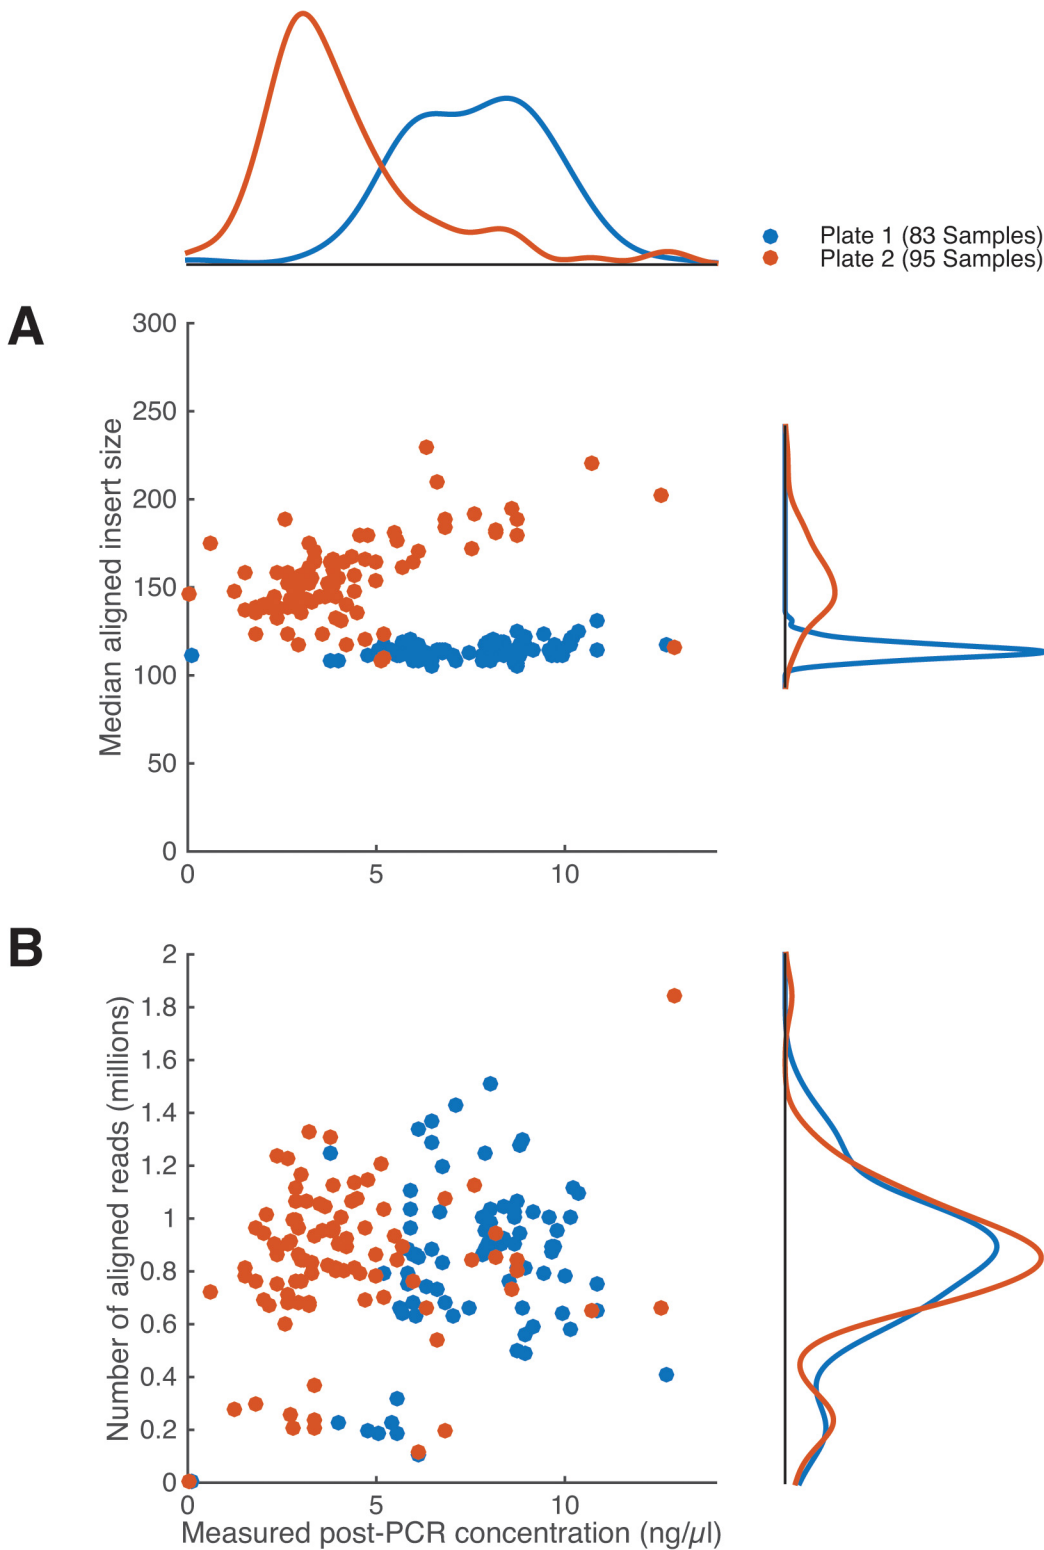 Plate 1 (83 Samples)
Plate 2 (95 Samples)
A
Median aligned insert size
300
250
200
150
100
50
0
0 5 10
B
Number of aligned reads (millions)
2
1.8
1.6
1.4
1.2
1
0.8
0.6
0.4
0.2
0
0 5 10
Measured post-PCR concentration (ng/μl)